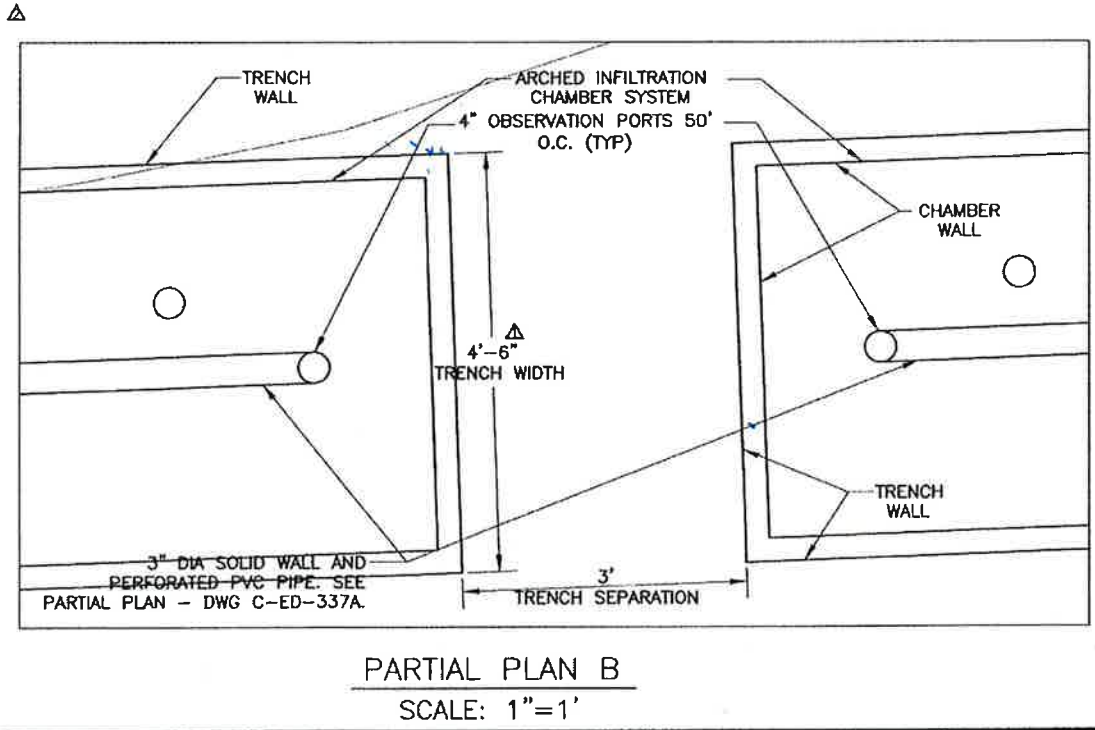 TRENCH
WALL
ARCHED INFILTRATION
CHAMBER SYSTEM
4" OBSERVATION PORTS 50'
O.C. (TYP)
CHAMBER
WALL
4'-6"
TRENCH WIDTH
TRENCH
WALL
3" DIA SOLID WALL AND
PERFORATED PVC PIPE. SEE
PARTIAL PLAN - DWG C-ED-337A.
3'
TRENCH SEPARATION
PARTIAL PLAN B
SCALE: 1"=1'